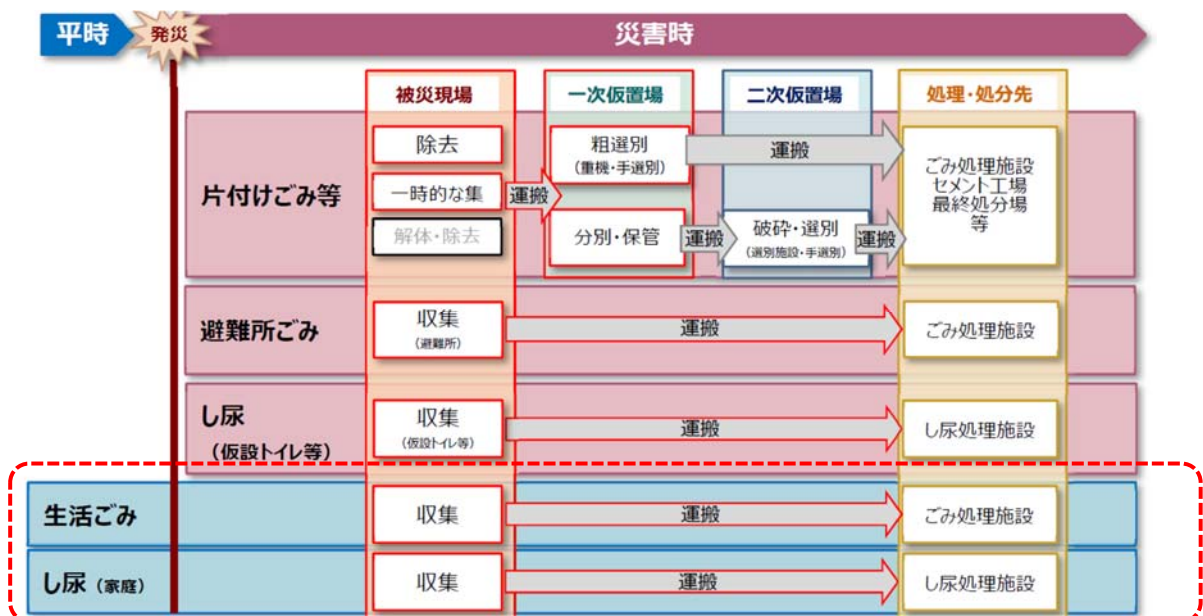 平時
発災
災害時
被災現場
一次仮置場
二次仮置場
処理・処分先
片付けごみ等
除去
一時的な集
解体・除去
運搬
粗選別
(重機・手選別)
分別・保管
運搬
運搬
破砕・選別
(選別施設・手選別)
運搬
ごみ処理施設
セメント工場
最終処分場
等
避難所ごみ
収集
(避難所)
運搬
ごみ処理施設
し尿
(仮設トイレ等)
収集
(仮設トイレ等)
運搬
し尿処理施設
生活ごみ
収集
運搬
ごみ処理施設
し尿(家庭)
収集
運搬
し尿処理施設